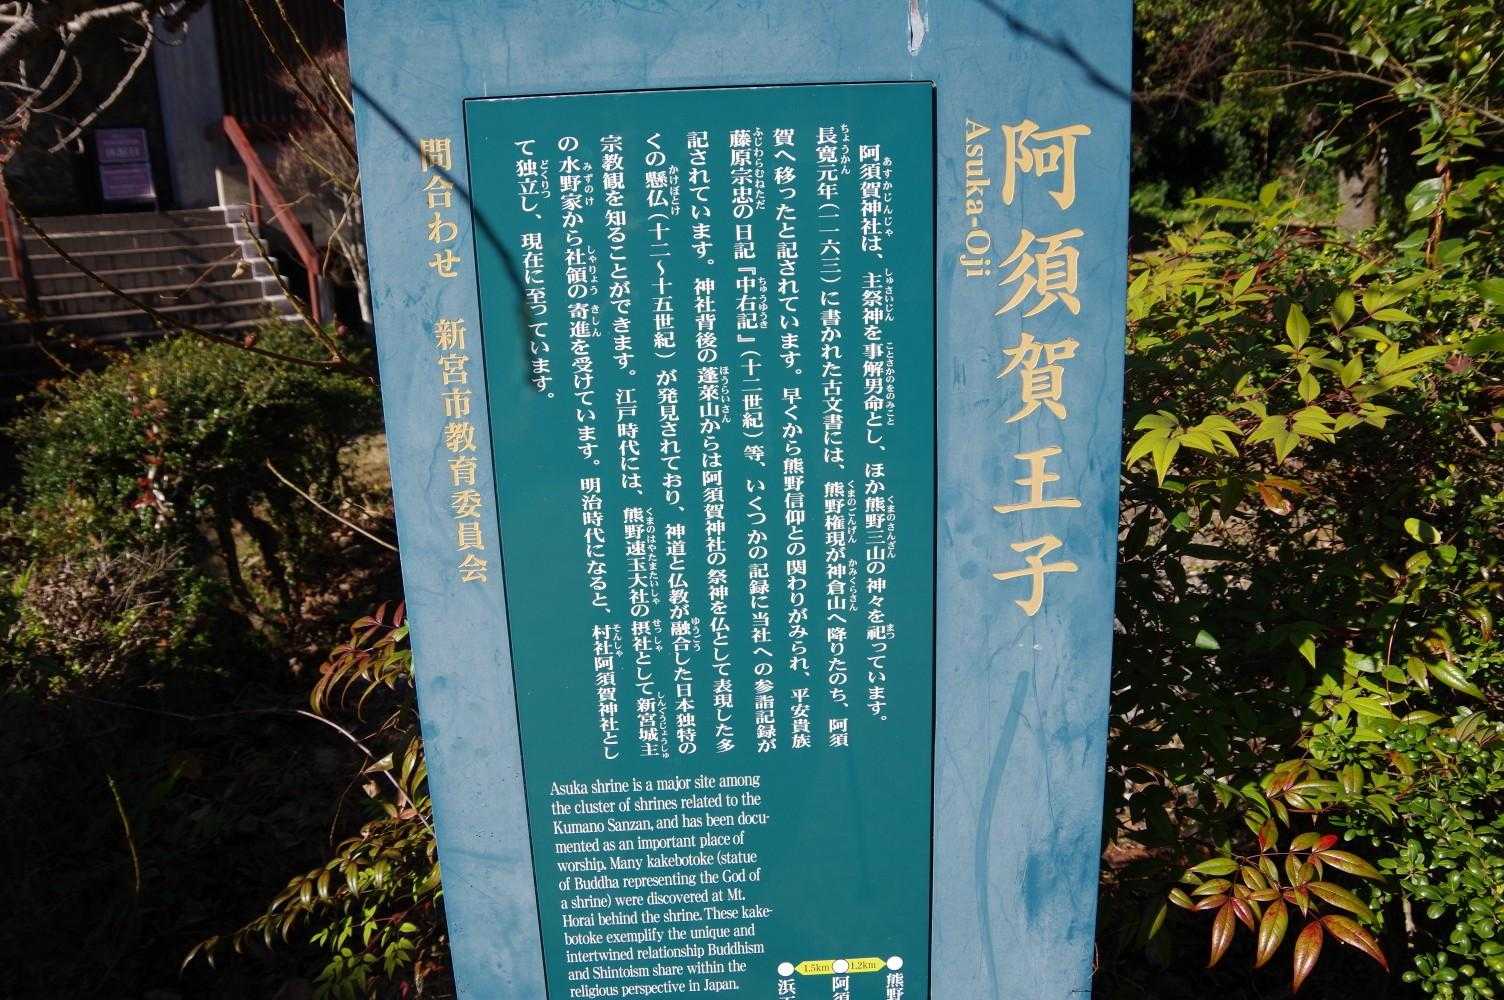 阿須賀王子
Asuka-Oji
阿須賀神社は、主祭神を事解男命とし、ほか熊野三山の神々を祀っています。
長寛元年(一一六三)に書かれた古文書には、熊野権現が神倉山へ降りたのち、阿須
賀へ移ったと記されています。早くから熊野信仰との関わりがみられ、平安貴族
藤原宗忠の日記『中右記』(十二世紀)等、いくつかの記録に当社への参詣記録が
記されています。神社背後の蓬萊山からは阿須賀神社の祭神を仏として表現した多
くの懸仏(十二〜十五世紀)が発見されており、神道と仏教が融合した日本独特の
宗教観を知ることができます。江戸時代には、熊野速玉大社の摂社として新宮城主
の水野家から社領の寄進を受けています。明治時代になると、村社阿須賀神社とし
て独立し、現在に至っています。
問合わせ 新宮市教育委員会
Asuka shrine is a major site among
the cluster of shrines related to the
Kumano Sanzan, and has been docu-
mented as an important place of
worship. Many kakebotoke (statue
of Buddha representing the God of
a shrine) were discovered at Mt.
Horai behind the shrine. These kake-
botoke exemplify the unique and
intertwined relationship Buddhism
and Shintoism share within the
religious perspective in Japan.
1.5km 1.2km
浜王
阿須
熊野